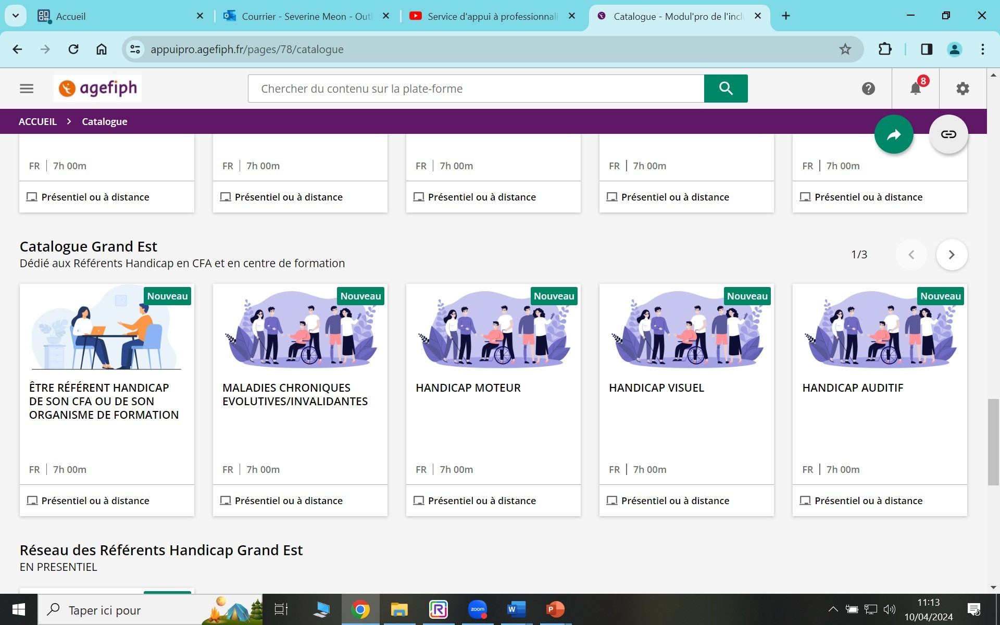 Accueil
Courrier - Severine Meon - Outl
Service d'appui à professionnali
Catalogue - Modul'pro de l'incl
appuipro.agefiph.fr/pages/78/catalogue
agefiph
Chercher du contenu sur la plate-forme
8
ACCUEIL > Catalogue
FR | 7h 00m
FR | 7h 00m
FR | 7h 00m
FR | 7h 00m
FR | 7h 00m
Présentiel ou à distance
Présentiel ou à distance
Présentiel ou à distance
Présentiel ou à distance
Présentiel ou à distance
Catalogue Grand Est
Dédié aux Référents Handicap en CFA et en centre de formation
1/3
Nouveau
Nouveau
Nouveau
Nouveau
Nouveau
ÊTRE RÉFÉRENT HANDICAP
DE SON CFA OU DE SON
ORGANISME DE FORMATION
MALADIES CHRONIQUES
EVOLUTIVES/INVALIDANTES
HANDICAP MOTEUR
HANDICAP VISUEL
HANDICAP AUDITIF
FR | 7h 00m
FR | 7h 00m
FR | 7h 00m
FR | 7h 00m
FR | 7h 00m
Présentiel ou à distance
Présentiel ou à distance
Présentiel ou à distance
Présentiel ou à distance
Présentiel ou à distance
Réseau des Référents Handicap Grand Est
EN PRESENTIEL
Taper ici pour
zoom
11:13
10/04/2024